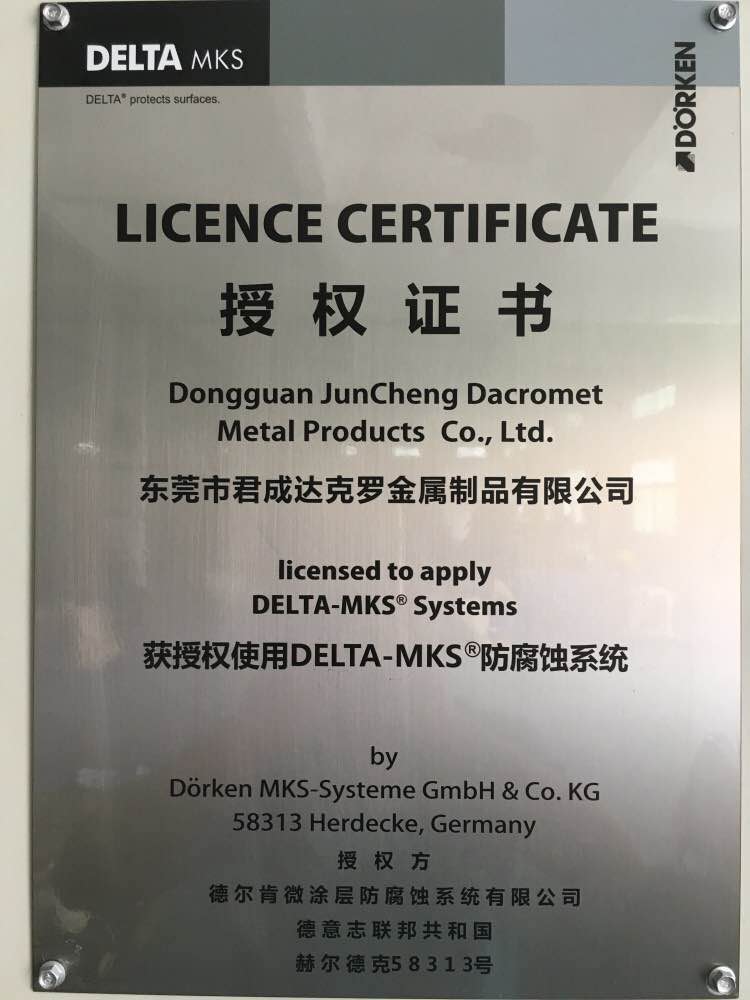 DELTA MKS
DELTA® protects surfaces.
DÖRKEN
LICENCE CERTIFICATE
授权证书
Dongguan JunCheng Dacromet
Metal Products Co., Ltd.
东莞市君成达克罗金属制品有限公司
licensed to apply
DELTA-MKS® Systems
获授权使用DELTA-MKS®防腐蚀系统
by
Dörken MKS-Systeme GmbH & Co. KG
58313 Herdecke, Germany
授权方
德尔肯微涂层防腐蚀系统有限公司
德意志联邦共和国
赫尔德克58313号